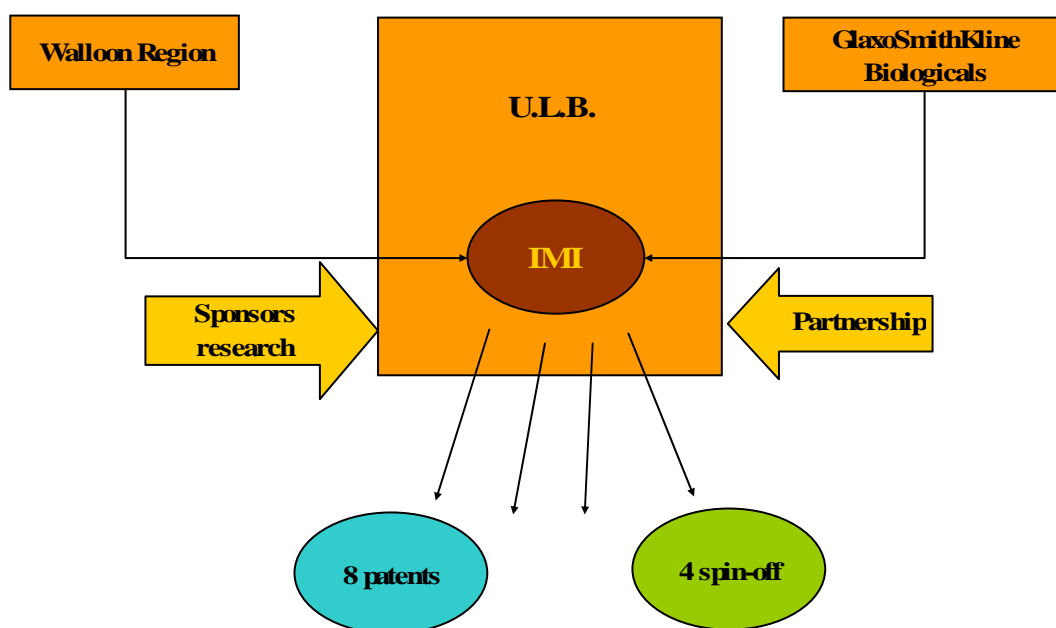 Walloon Region
GlaxoSmithKline
Biologicals
U.L.B.
IMI
Sponsors
research
Partnership
8 patents
4 spin-off